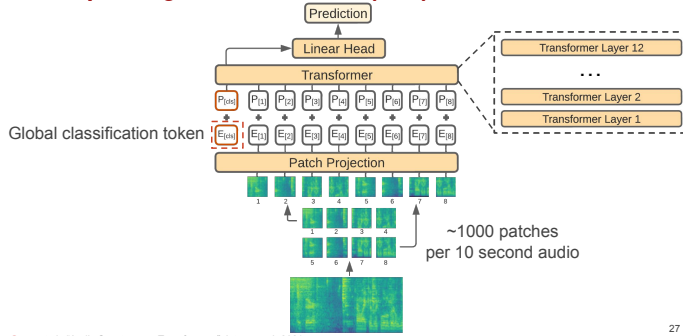 Prediction
Linear Head
Transformer
Transformer Layer 12
...
Transformer Layer 2
Transformer Layer 1
P[cls] P[1] P[2] P[3] P[4] P[5] P[6] P[7] P[8]
+ + + + + + + + +
Global classification token
E[cls] E[1] E[2] E[3] E[4] E[5] E[6] E[7] E[8]
Patch Projection
1 2 3 4 5 6 7 8
1 2 3 4
5 6 7 8
~1000 patches
per 10 second audio
27